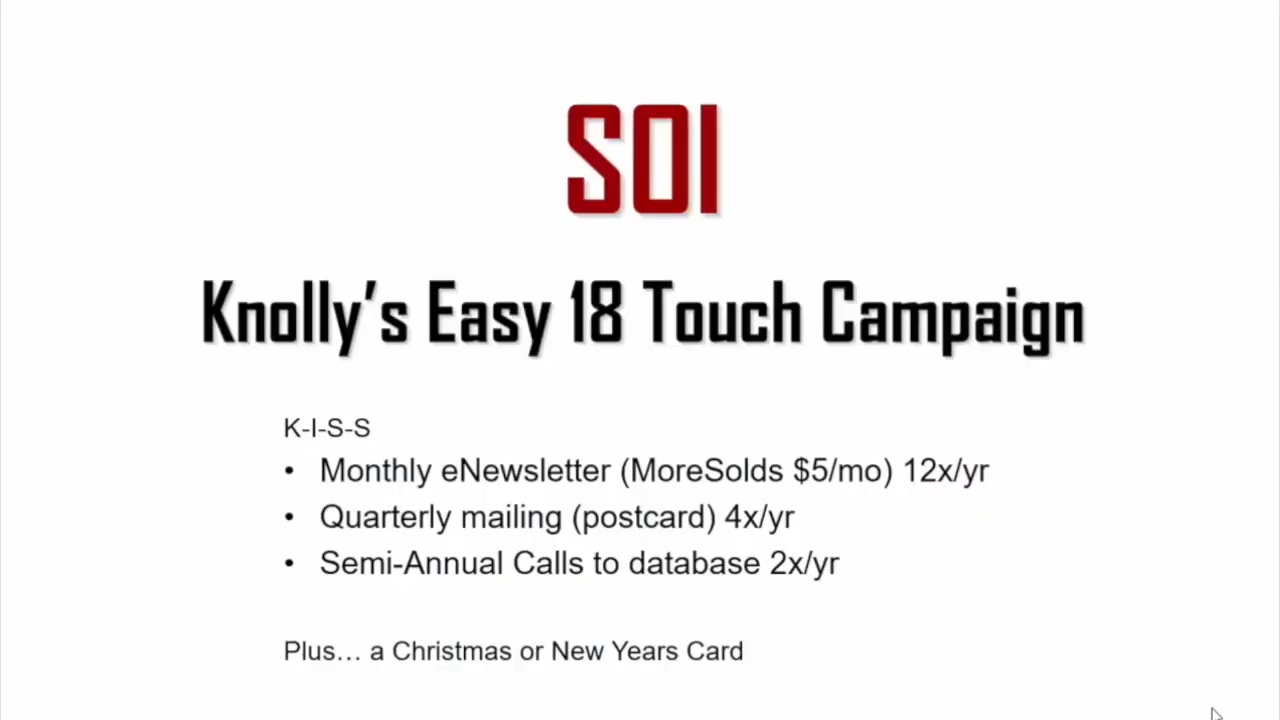 SOI
Knolly's Easy 18 Touch Campaign
K-I-S-S
• Monthly eNewsletter (MoreSolds $5/mo) 12x/yr
• Quarterly mailing (postcard) 4x/yr
• Semi-Annual Calls to database 2x/yr
Plus… a Christmas or New Years Card